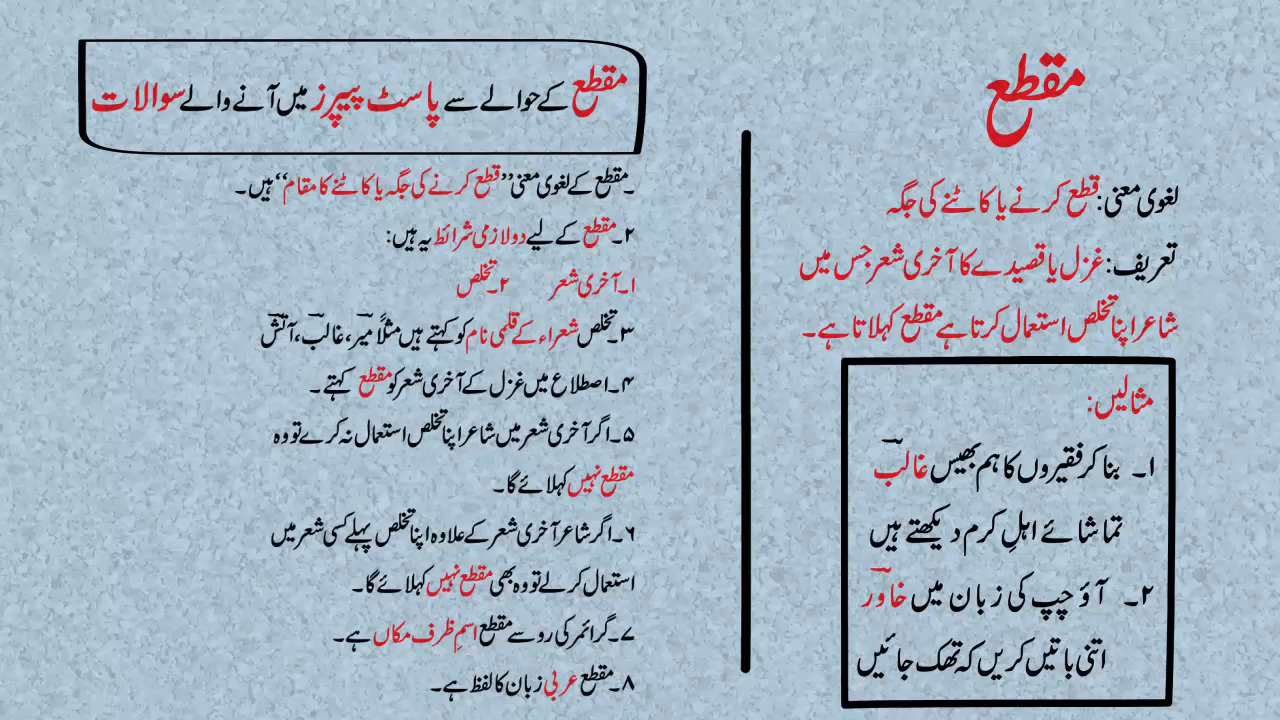 مقطع
لغوی معنی: قطع کرنے یا کاٹنے کی جگہ
تعریف: غزل یا قصیدے کا آخری شعر جس میں
شاعر اپنا تخلص استعمال کرتا ہے مقطع کہلاتا ہے۔
مثالیں:
۱۔ بنا کر فقیروں کا ہم بھیس غالبؔ
تماشائے اہلِ کرم دیکھتے ہیں
۲۔ آؤ چپ کی زبان میں خاورؔ
اتنی باتیں کریں کہ تھک جائیں
مقطع کے حوالے سے پاسٹ پیپرز میں آنے والے سوالات
۔مقطع کے لغوی معنی ”قطع کرنے کی جگہ یا کاٹنے کا مقام“ ہیں۔
۲۔مقطع کے لیے دو لازمی شرائط یہ ہیں:
۱۔آخری شعر ۲۔تخلص
۳۔تخلص شعراء کے قلمی نام کو کہتے ہیں مثلاً میرؔ، غالبؔ، آتشؔ
۴۔اصطلاع میں غزل کے آخری شعر کو مقطع کہتے۔
۵۔اگر آخری شعر میں شاعر اپنا تخلص استعمال نہ کرے تو وہ
مقطع نہیں کہلائے گا۔
۶۔اگر شاعر آخری شعر کے علاوہ اپنا تخلص پہلے کسی شعر میں
استعمال کرلے تو وہ بھی مقطع نہیں کہلائے گا۔
۷۔گرائمر کی رو سے مقطع اسمِ ظرف مکاں ہے۔
۸۔مقطع عربی زبان کا لفظ ہے۔